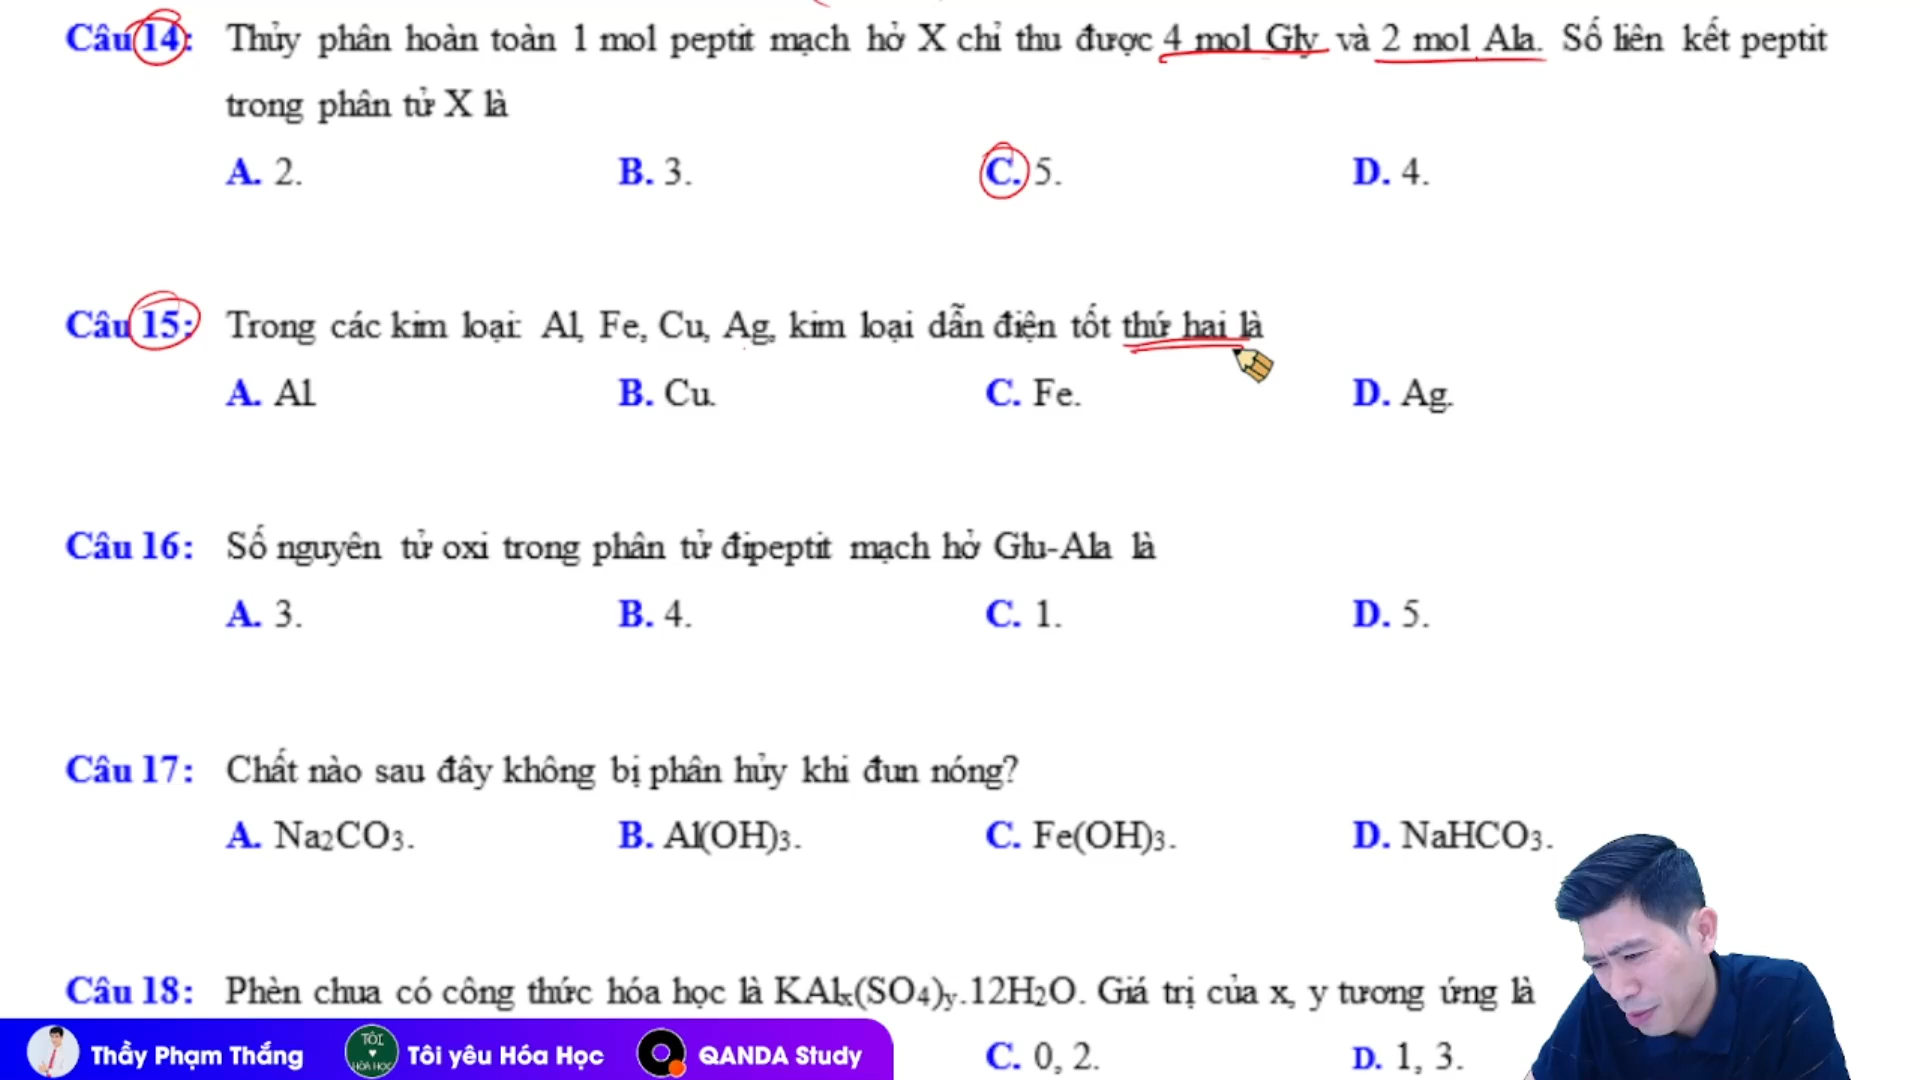 Câu 14: Thủy phân hoàn toàn 1 mol peptit mạch hở X chỉ thu được 4 mol Gly và 2 mol Ala. Số liên kết peptit
trong phân tử X là
A. 2. B. 3. C. 5. D. 4.
Câu 15: Trong các kim loại: Al, Fe, Cu, Ag, kim loại dẫn điện tốt thứ hai là
A. Al. B. Cu. C. Fe. D. Ag.
Câu 16: Số nguyên tử oxi trong phân tử đipeptit mạch hở Glu-Ala là
A. 3. B. 4. C. 1. D. 5.
Câu 17: Chất nào sau đây không bị phân hủy khi đun nóng?
A. Na₂CO₃. B. Al(OH)₃. C. Fe(OH)₃. D. NaHCO₃.
Câu 18: Phèn chua có công thức hóa học là KAlₓ(SO₄)ᵧ.12H₂O. Giá trị của x, y tương ứng là
C. 0, 2. D. 1, 3.
Thầy Phạm Thắng TÔI ♥ HÓA HỌC Tôi yêu Hóa Học QANDA Study